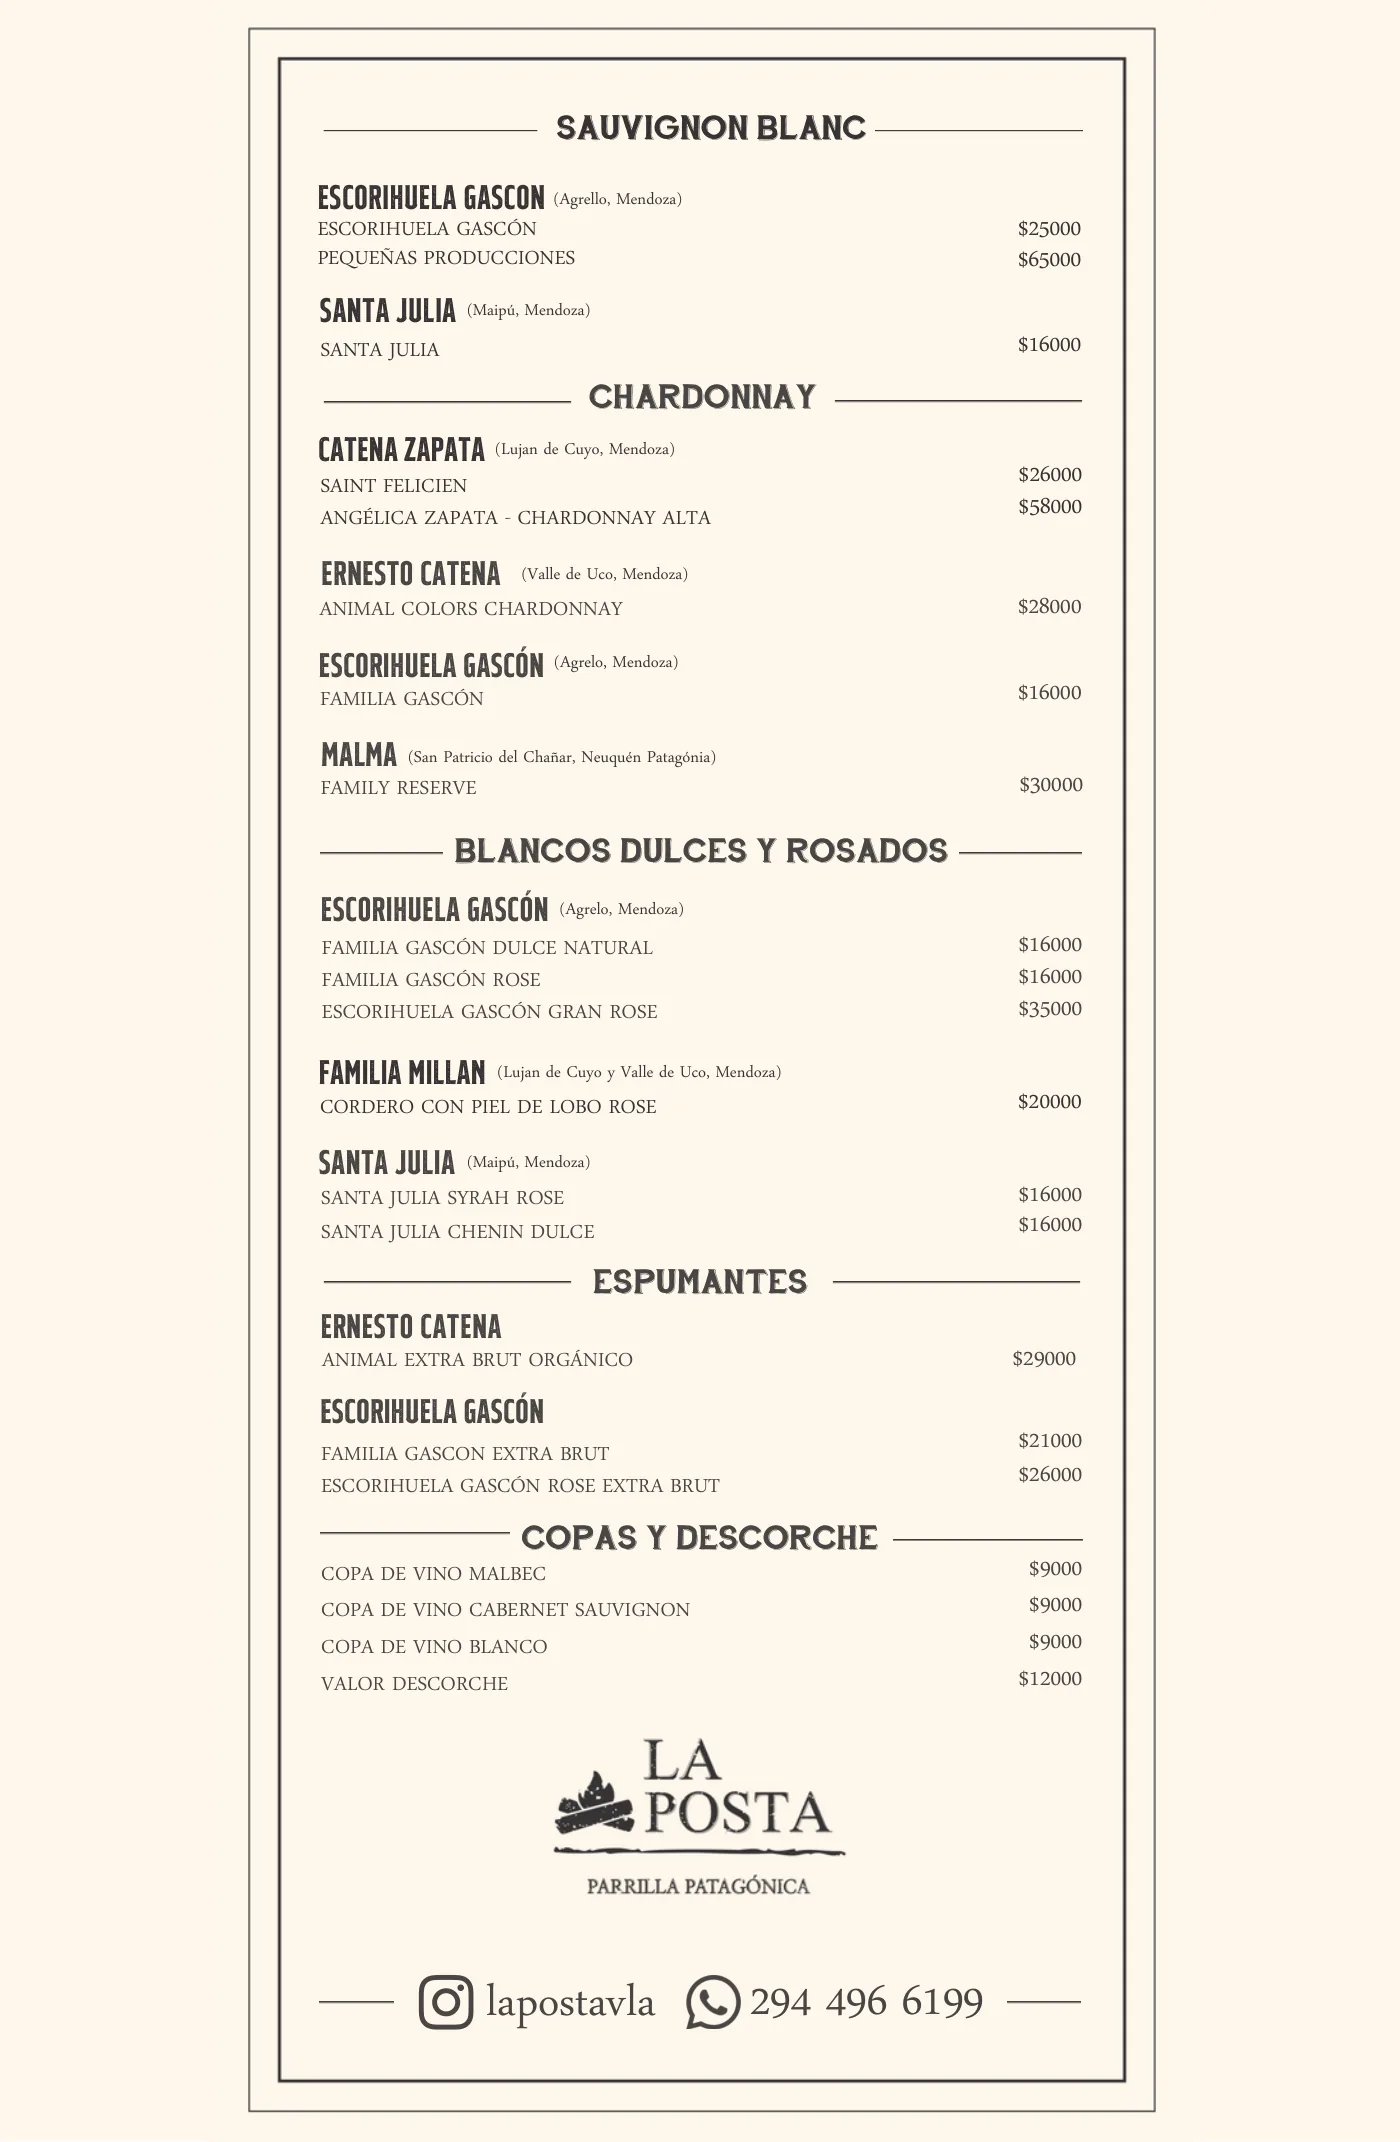 SAUVIGNON BLANC
ESCORIHUELA GASCON (Agrello, Mendoza)
ESCORIHUELA GASCÓN $25000
PEQUEÑAS PRODUCCIONES $65000
SANTA JULIA (Maipú, Mendoza)
SANTA JULIA $16000
CHARDONNAY
CATENA ZAPATA (Lujan de Cuyo, Mendoza)
SAINT FELICIEN $26000
ANGÉLICA ZAPATA - CHARDONNAY ALTA $58000
ERNESTO CATENA (Valle de Uco, Mendoza)
ANIMAL COLORS CHARDONNAY $28000
ESCORIHUELA GASCÓN (Agrelo, Mendoza)
FAMILIA GASCÓN $16000
MALMA (San Patricio del Chañar, Neuquén Patagónia)
FAMILY RESERVE $30000
BLANCOS DULCES Y ROSADOS
ESCORIHUELA GASCÓN (Agrelo, Mendoza)
FAMILIA GASCÓN DULCE NATURAL $16000
FAMILIA GASCÓN ROSE $16000
ESCORIHUELA GASCÓN GRAN ROSE $35000
FAMILIA MILLAN (Lujan de Cuyo y Valle de Uco, Mendoza)
CORDERO CON PIEL DE LOBO ROSE $20000
SANTA JULIA (Maipú, Mendoza)
SANTA JULIA SYRAH ROSE $16000
SANTA JULIA CHENIN DULCE $16000
ESPUMANTES
ERNESTO CATENA
ANIMAL EXTRA BRUT ORGÁNICO $29000
ESCORIHUELA GASCÓN
FAMILIA GASCON EXTRA BRUT $21000
ESCORIHUELA GASCÓN ROSE EXTRA BRUT $26000
COPAS Y DESCORCHE
COPA DE VINO MALBEC $9000
COPA DE VINO CABERNET SAUVIGNON $9000
COPA DE VINO BLANCO $9000
VALOR DESCORCHE $12000
LA
POSTA
PARRILLA PATAGÓNICA
lapostavla 294 496 6199